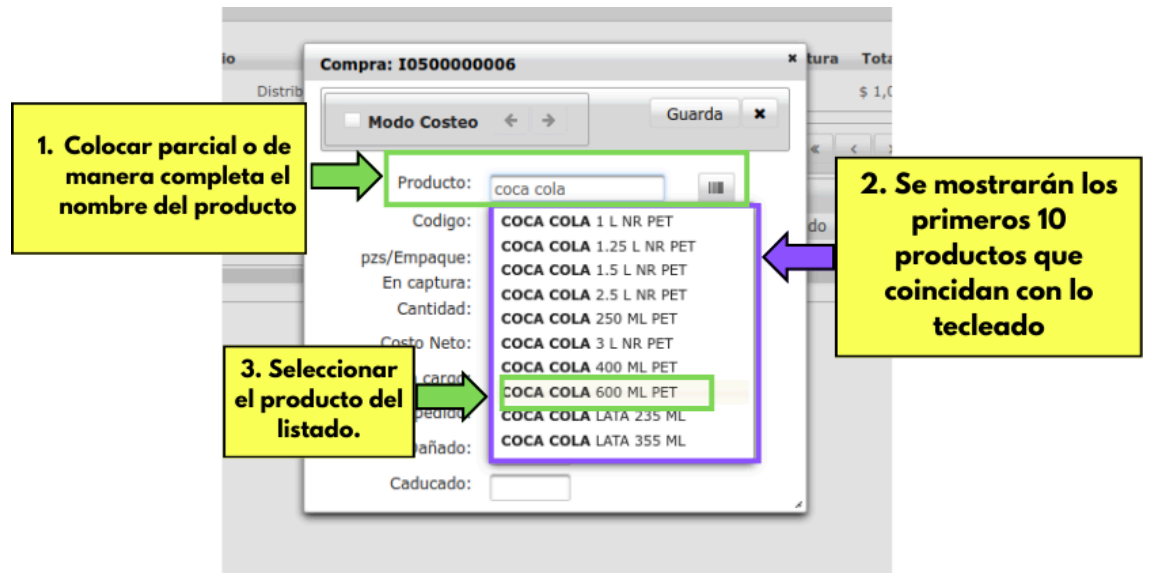 io
tura
Tota
Compra: I0500000006
×
Distrib
$ 1,0
Modo Costeo
Guarda
×
1. Colocar parcial o de
manera completa el
nombre del producto
Producto:
coca cola
2. Se mostrarán los
primeros 10
productos que
coincidan con lo
tecleado
do
Codigo:
pzs/Empaque:
En captura:
Cantidad:
Costo Neto:
cargo:
pedido:
Dañado:
Caducado:
COCA COLA 1 L NR PET
COCA COLA 1.25 L NR PET
COCA COLA 1.5 L NR PET
COCA COLA 2.5 L NR PET
COCA COLA 250 ML PET
COCA COLA 3 L NR PET
COCA COLA 400 ML PET
COCA COLA 600 ML PET
COCA COLA LATA 235 ML
COCA COLA LATA 355 ML
3. Seleccionar
el producto del
listado.